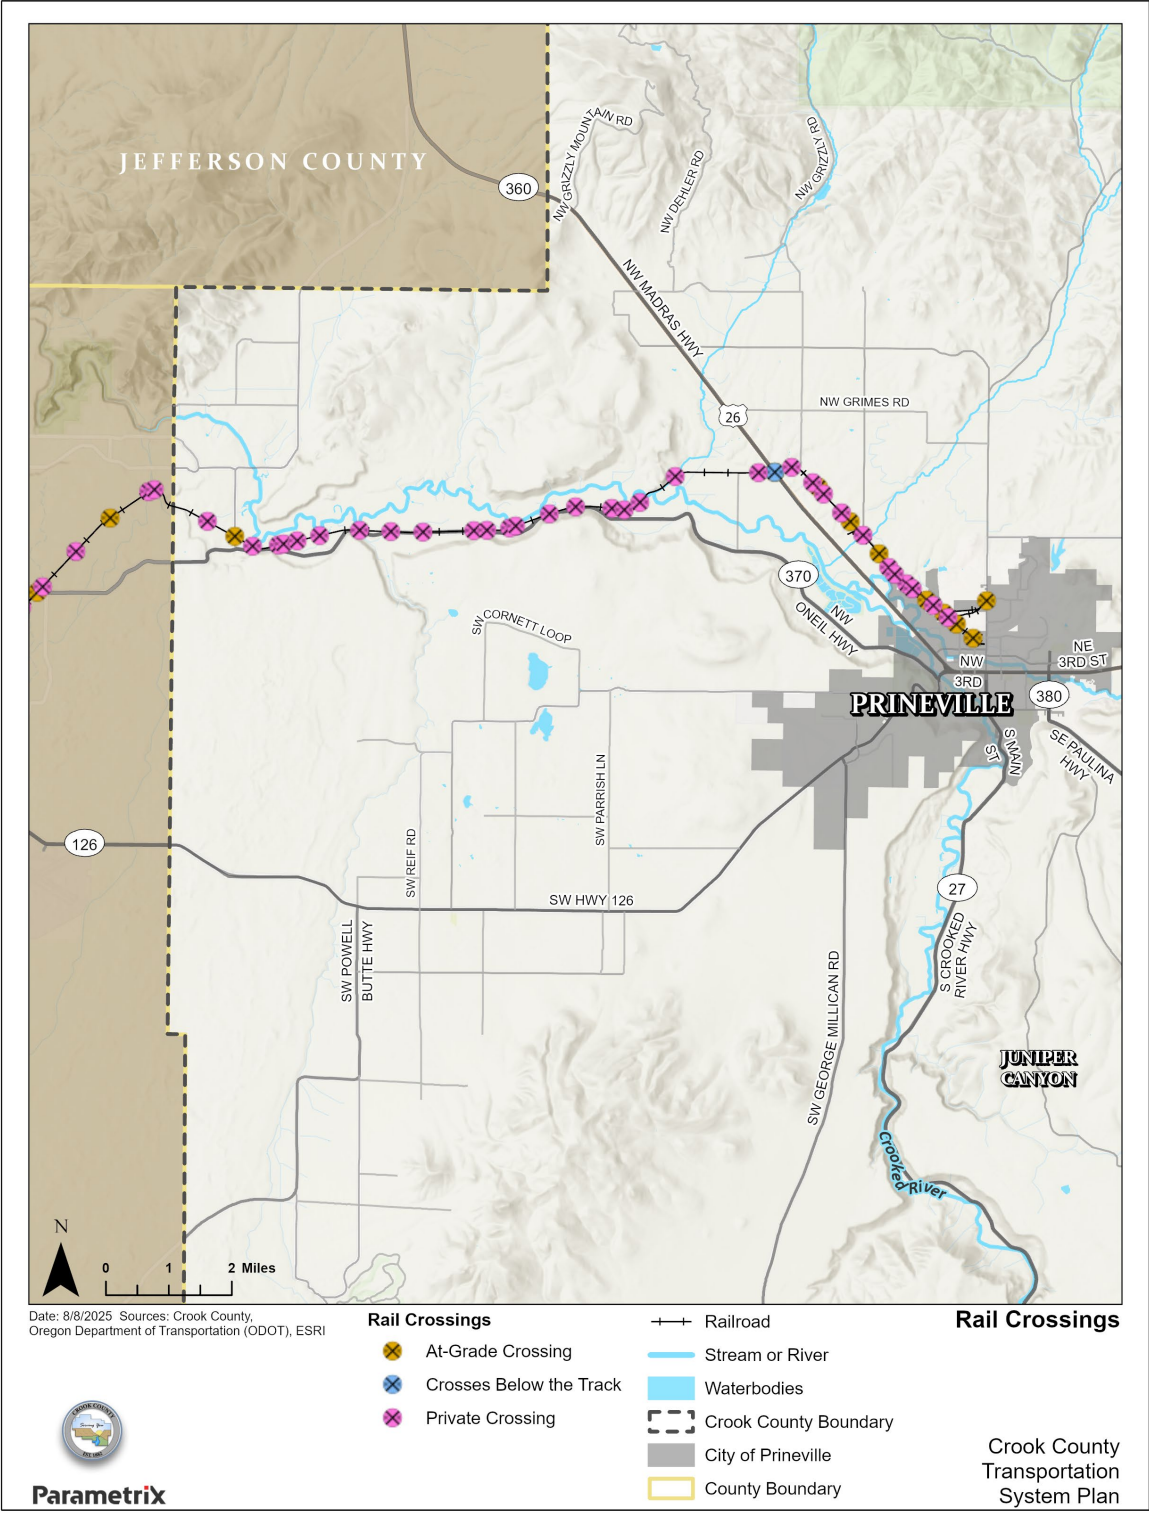 JEFFERSON COUNTY
360
NW GRIZZLY MOUNTAIN RD
NW DEHLER RD
NW GRIZZLY RD
NW MADRAS HWY
26
NW GRIMES RD
370
NW
ONEIL HWY
SW CORNETT LOOP
NW
3RD
NE
3RD ST
PRINEVILLE
380
S MAIN
ST
SE PAULINA
HWY
SW PARRISH LN
SW REIF RD
126
SW HWY 126
27
SW POWELL
BUTTE HWY
S CROOKED
RIVER HWY
SW GEORGE MILLICAN RD
JUNIPER
CANYON
Crooked River
N
0 1 2 Miles
Date: 8/8/2025 Sources: Crook County,
Oregon Department of Transportation (ODOT), ESRI
Rail Crossings
At-Grade Crossing
Crosses Below the Track
Private Crossing
Railroad
Stream or River
Waterbodies
Crook County Boundary
City of Prineville
County Boundary
Rail Crossings
Crook County
Transportation
System Plan
CROOK COUNTY
Parametrix